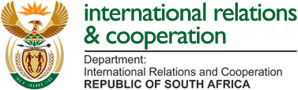 international relations
& cooperation
Department:
International Relations and Cooperation
REPUBLIC OF SOUTH AFRICA